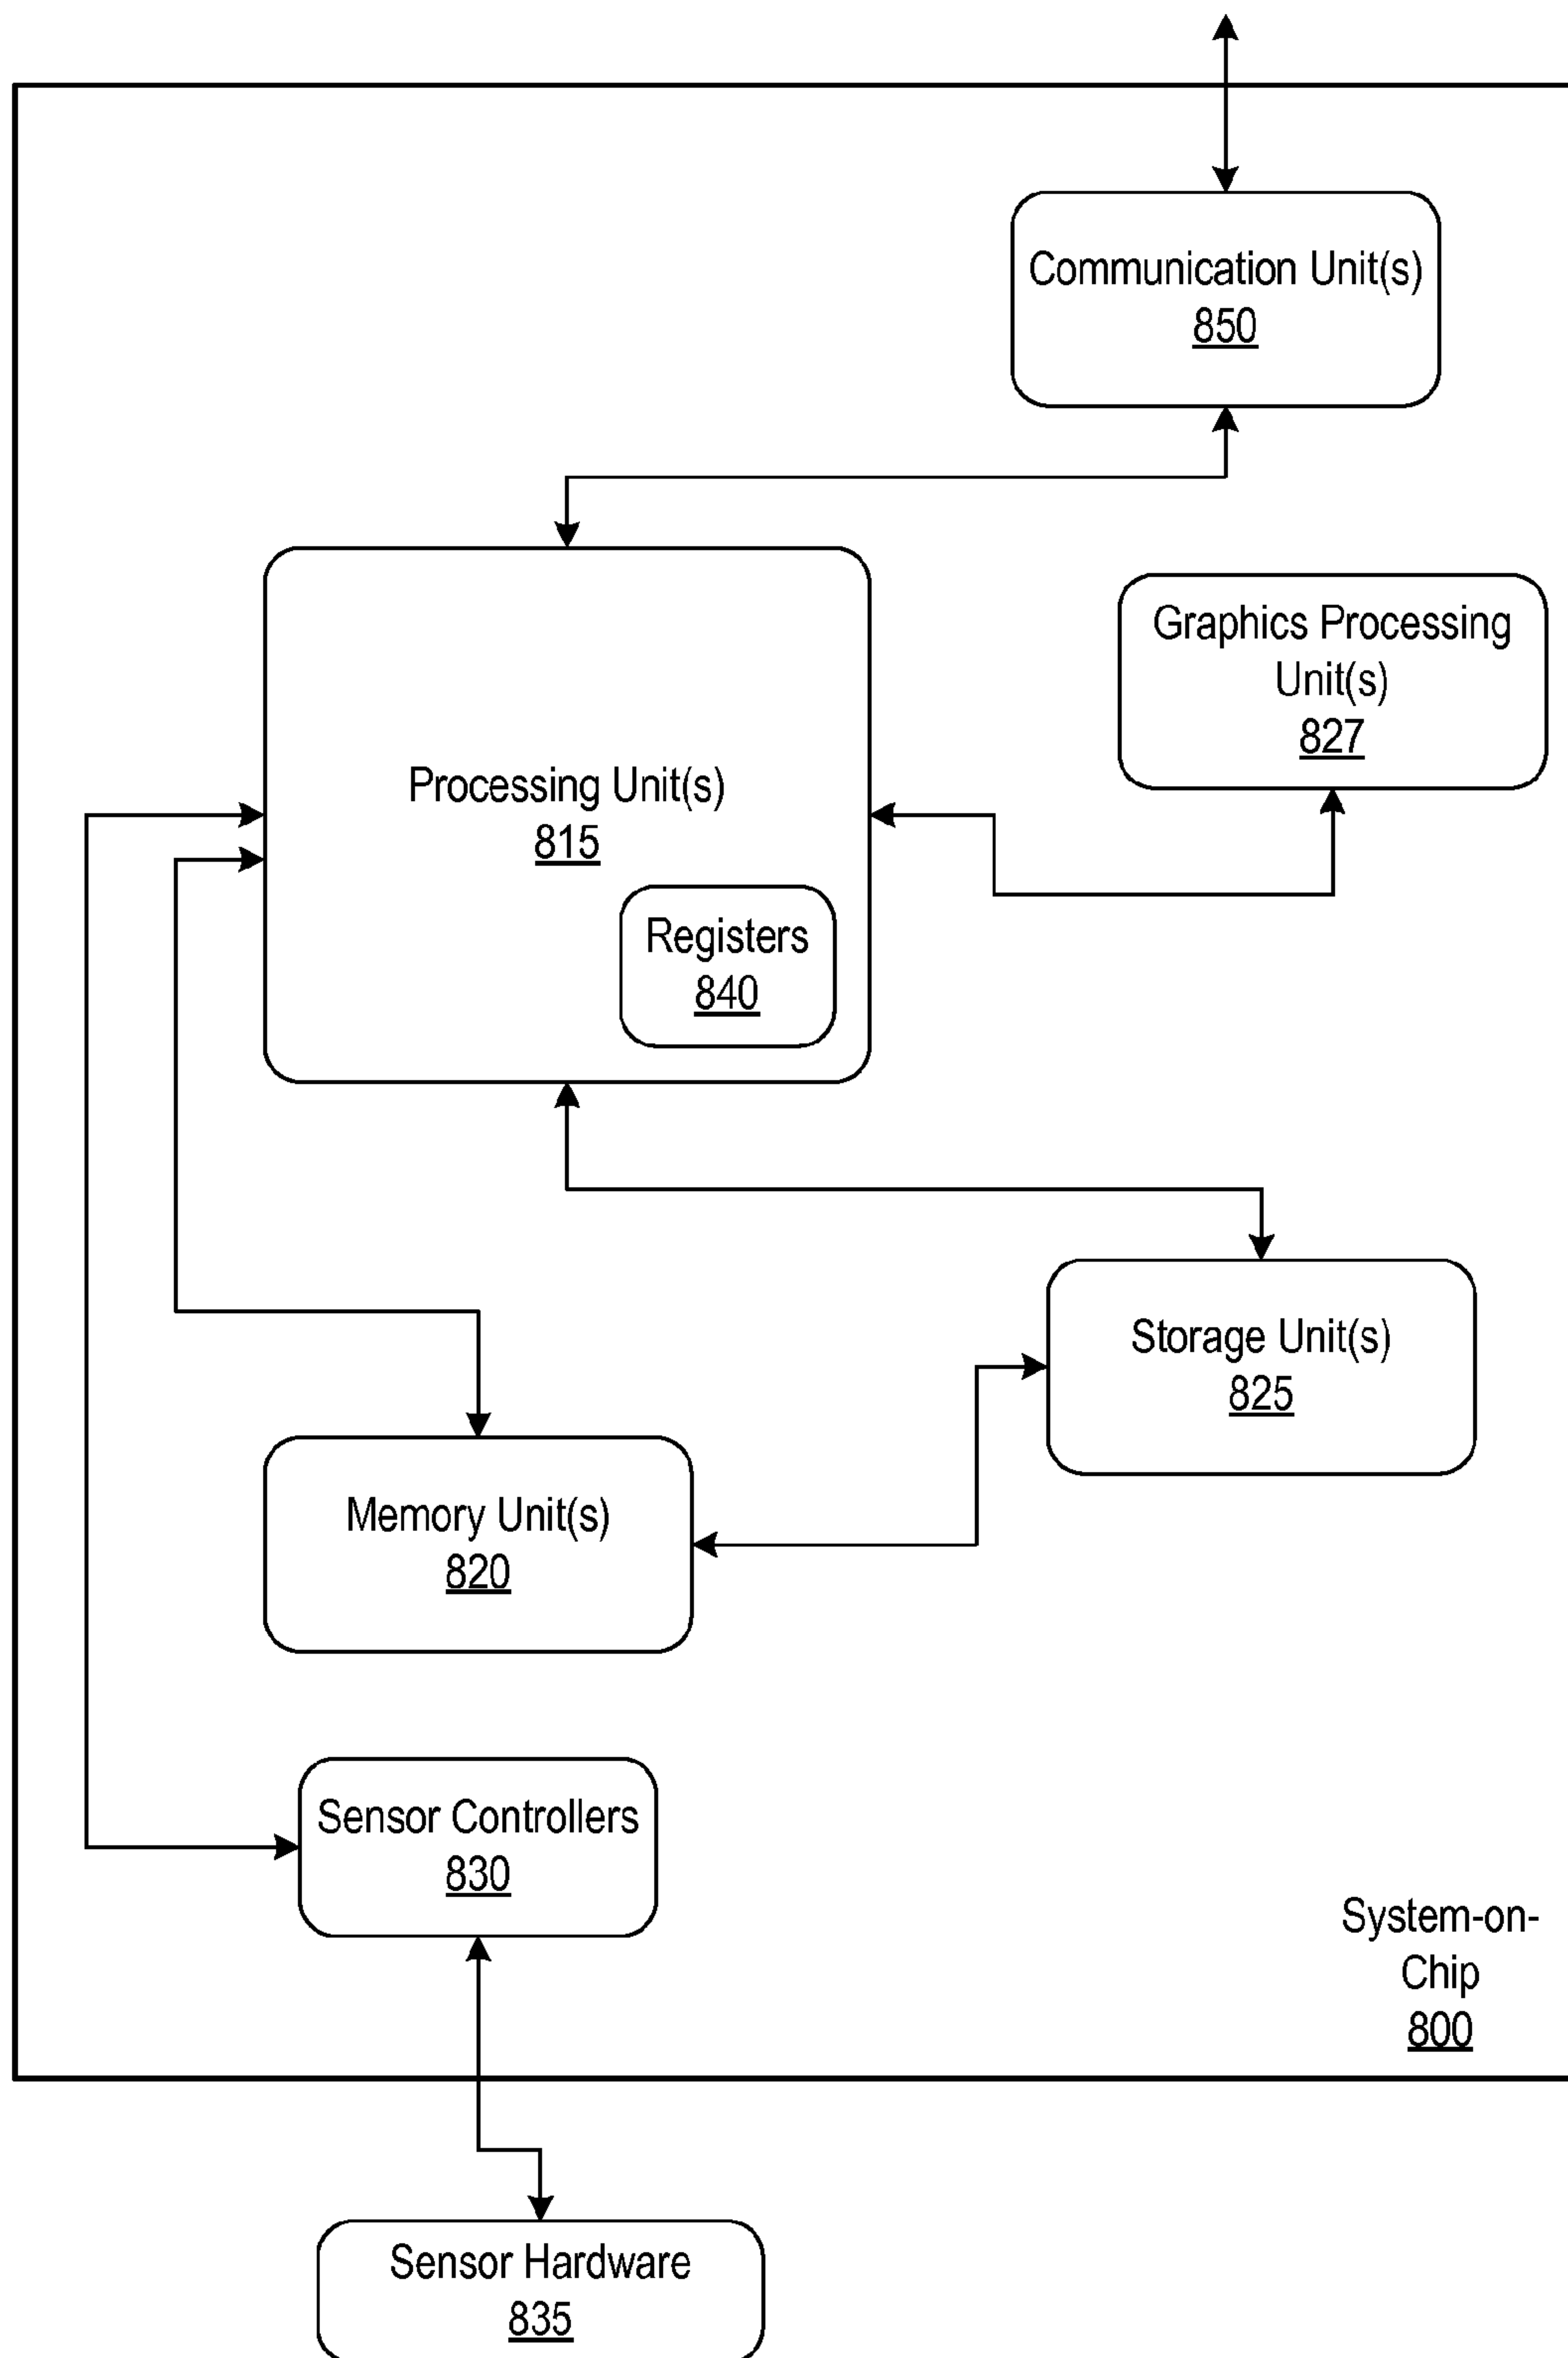 Communication Unit(s)
850
Graphics Processing
Unit(s)
827
Processing Unit(s)
815
Registers
840
Storage Unit(s)
825
Memory Unit(s)
820
Sensor Controllers
830
System-on-
Chip
800
Sensor Hardware
835